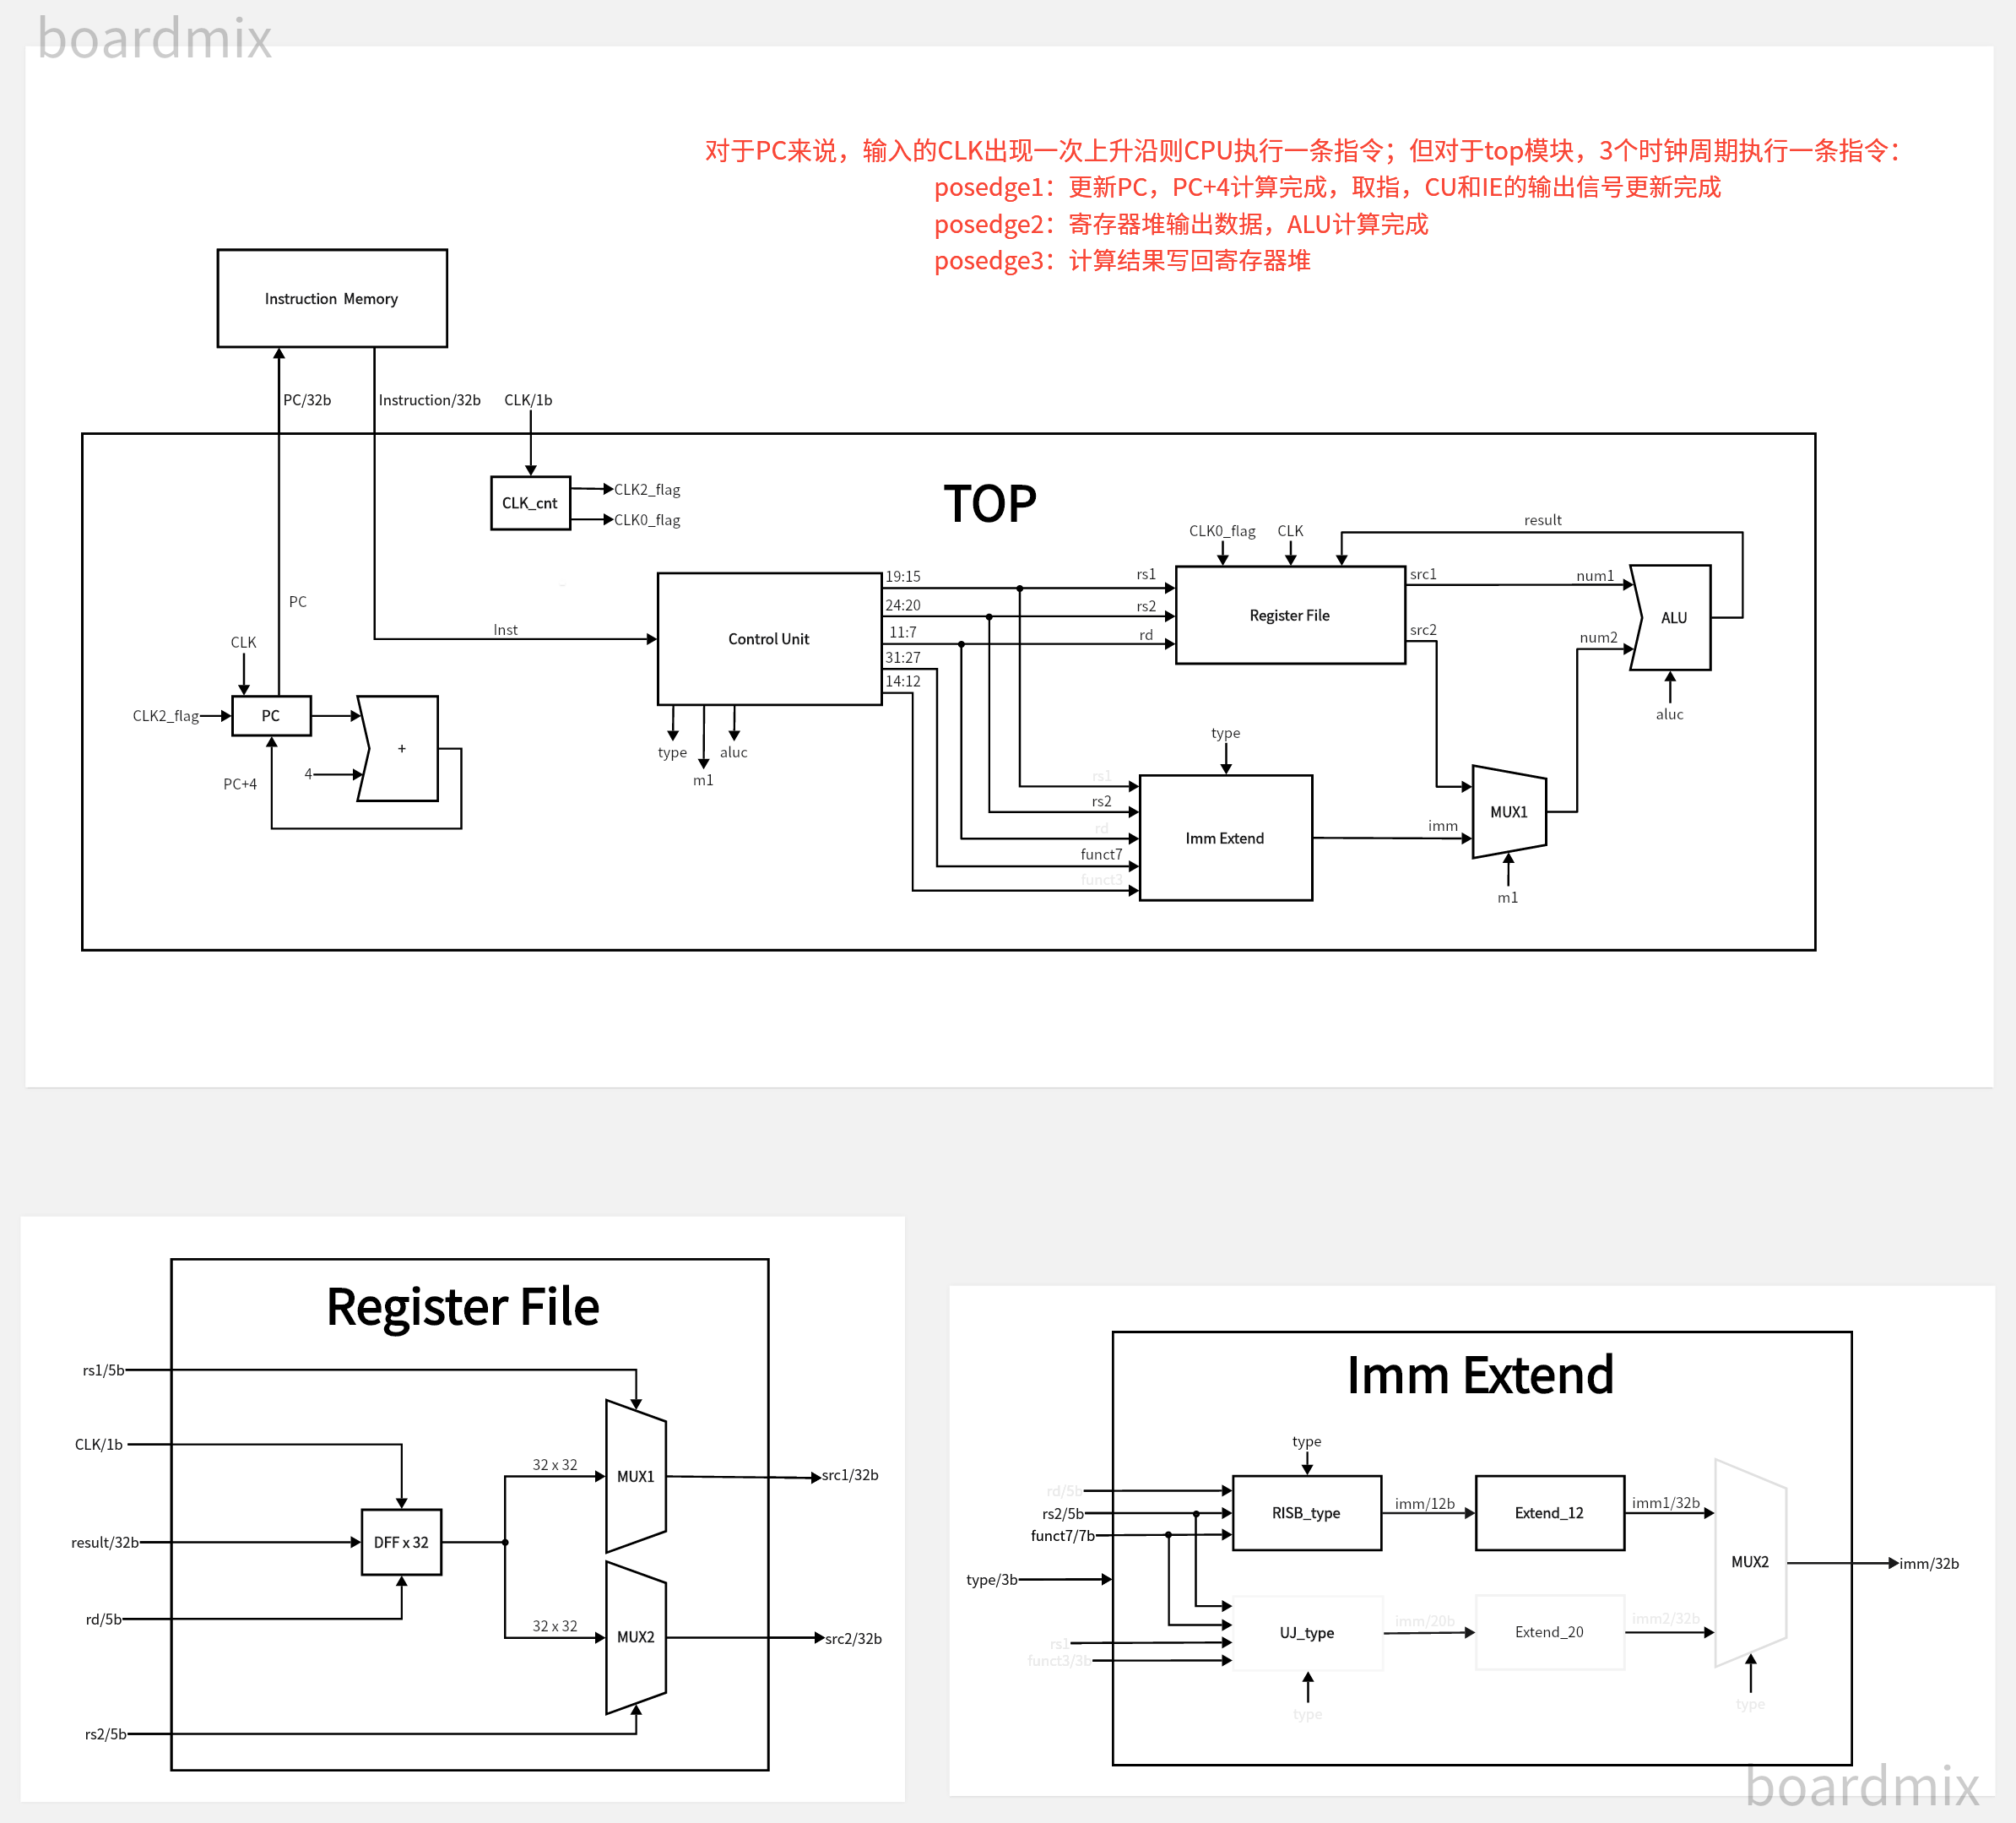 boardmix
对于PC来说，输入的CLK出现一次上升沿则CPU执行一条指令；但对于top模块，3个时钟周期执行一条指令：
posedge1：更新PC，PC+4计算完成，取指，CU和IE的输出信号更新完成
posedge2：寄存器堆输出数据，ALU计算完成
posedge3：计算结果写回寄存器堆
Instruction Memory
PC/32b
Instruction/32b
CLK/1b
CLK_cnt
CLK2_flag
CLK0_flag
TOP
PC
Inst
CLK
CLK2_flag
PC
+
4
PC+4
Control Unit
19:15
24:20
11:7
31:27
14:12
type
m1
aluc
rs1
rs2
rd
CLK0_flag
CLK
Register File
src1
src2
result
num1
num2
ALU
aluc
type
rs1
rs2
rd
funct7
funct3
Imm Extend
imm
MUX1
m1
Register File
rs1/5b
CLK/1b
result/32b
rd/5b
rs2/5b
DFF x 32
32 x 32
32 x 32
MUX1
MUX2
src1/32b
src2/32b
Imm Extend
type
rd/5b
rs2/5b
funct7/7b
type/3b
rs1
funct3/3b
RISB_type
imm/12b
Extend_12
imm1/32b
UJ_type
imm/20b
Extend_20
imm2/32b
type
MUX2
type
imm/32b
boardmix